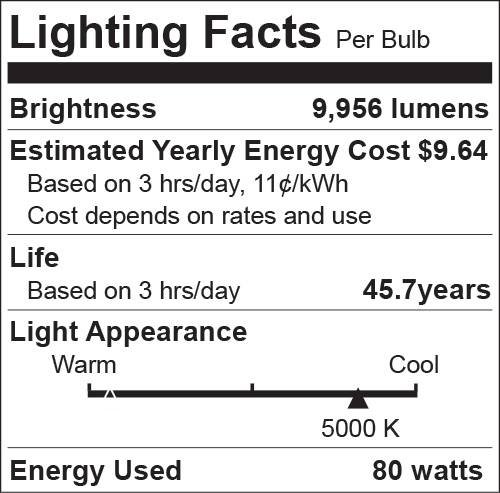 Lighting Facts Per Bulb
Brightness 9,956 lumens
Estimated Yearly Energy Cost $9.64
Based on 3 hrs/day, 11¢/kWh
Cost depends on rates and use
Life
Based on 3 hrs/day 45.7years
Light Appearance
Warm Cool
5000 K
Energy Used 80 watts